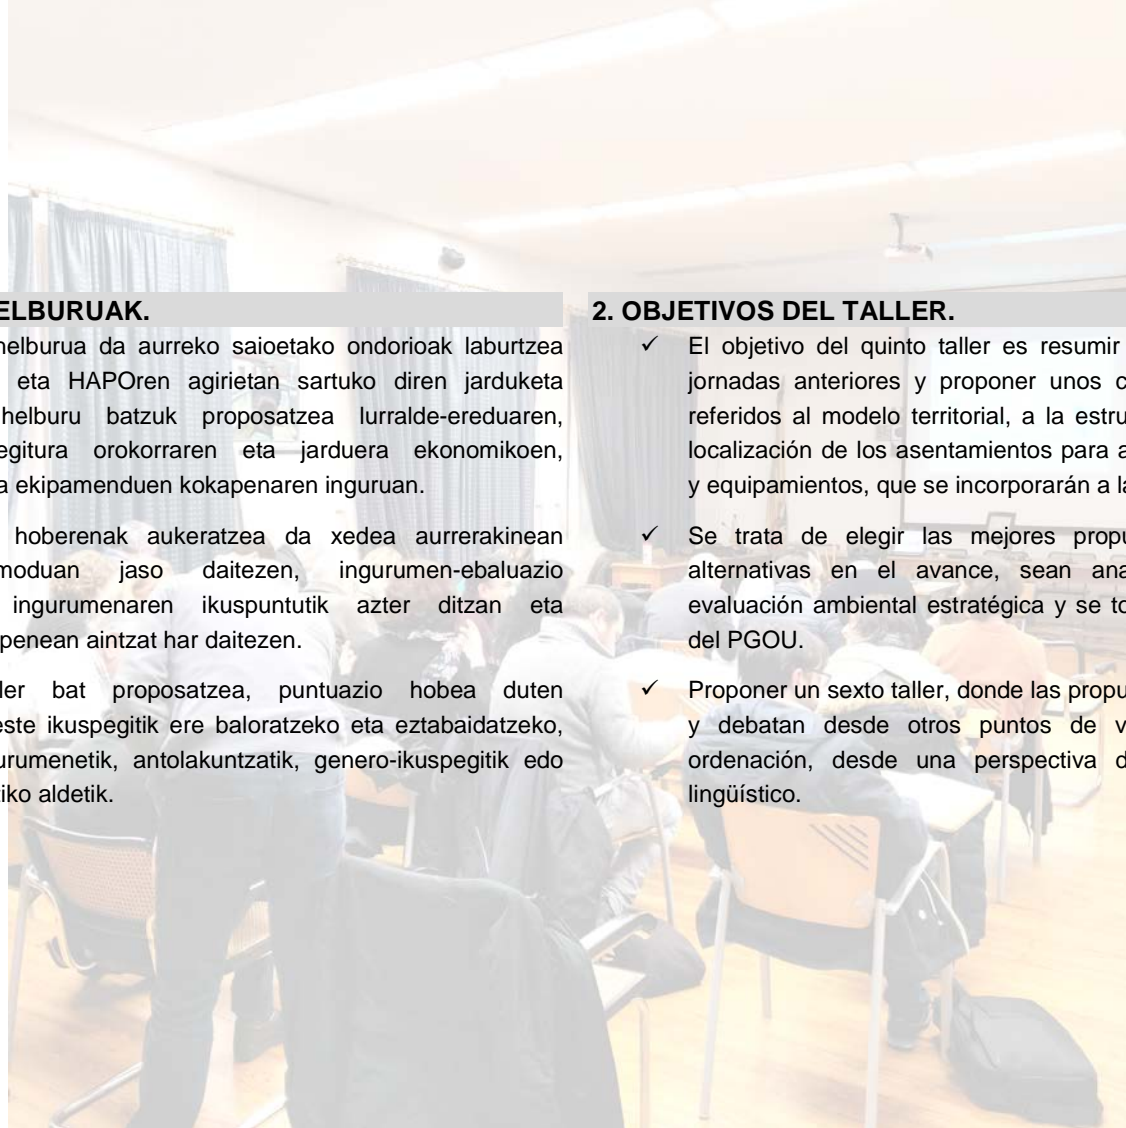 ELBURUAK.
helburua da aurreko saioetako ondorioak laburtzea
eta HAPOren agirietan sartuko diren jarduketa
helburu batzuk proposatzea lurralde-ereduaren,
egitura orokorraren eta jarduera ekonomikoen,
a ekipamenduen kokapenaren inguruan.
hoberenak aukeratzea da xedea aurrerakinean
moduan jaso daitezen, ingurumen-ebaluazio
ingurumenaren ikuspuntutik azter ditzan eta
penean aintzat har daitezen.
ler bat proposatzea, puntuazio hobea duten
este ikuspegitik ere baloratzeko eta eztabaidatzeko,
urumenetik, antolakuntzatik, genero-ikuspegitik edo
tiko aldetik.
2. OBJETIVOS DEL TALLER.
✓ El objetivo del quinto taller es resumir
jornadas anteriores y proponer unos c
referidos al modelo territorial, a la estru
localización de los asentamientos para a
y equipamientos, que se incorporarán a la
✓ Se trata de elegir las mejores propu
alternativas en el avance, sean ana
evaluación ambiental estratégica y se to
del PGOU.
✓ Proponer un sexto taller, donde las propu
y debatan desde otros puntos de v
ordenación, desde una perspectiva d
lingüístico.